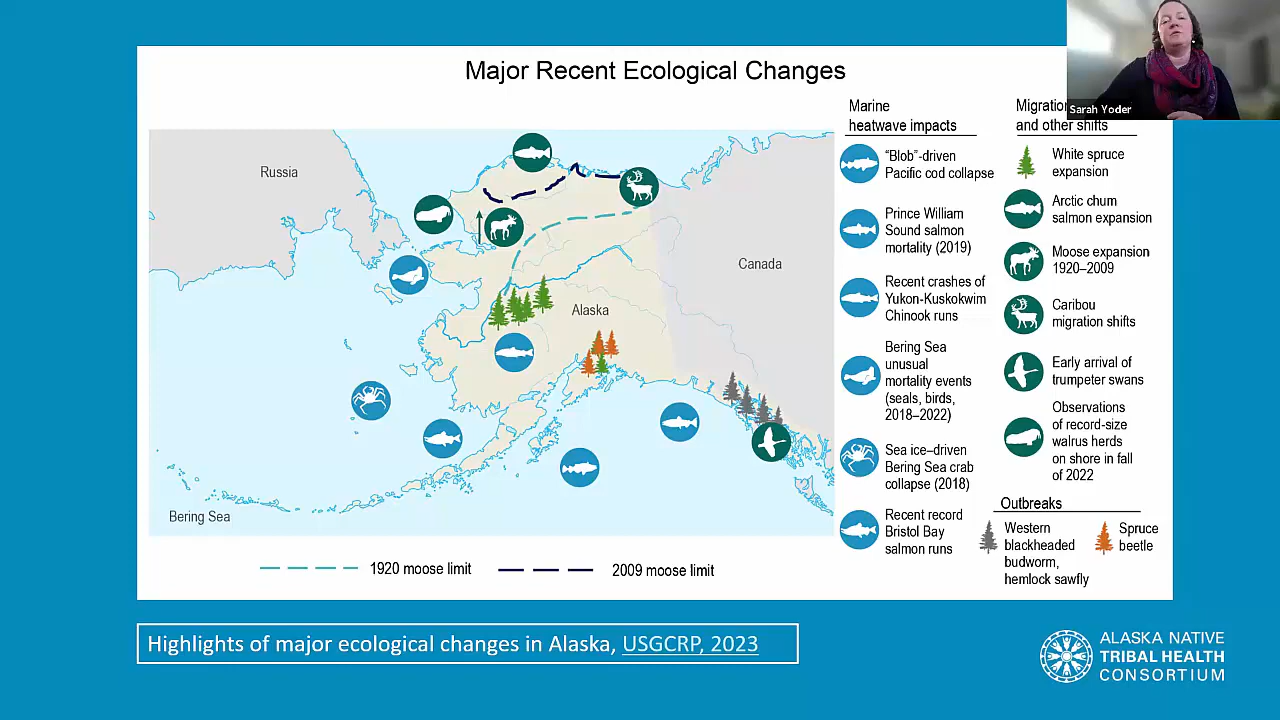 Major Recent Ecological Changes
Sarah Yoder
Russia
Canada
Alaska
Bering Sea
1920 moose limit
2009 moose limit
Marine
heatwave impacts
“Blob”-driven
Pacific cod collapse
Prince William
Sound salmon
mortality (2019)
Recent crashes of
Yukon-Kuskokwim
Chinook runs
Bering Sea
unusual
mortality events
(seals, birds,
2018–2022)
Sea ice–driven
Bering Sea crab
collapse (2018)
Recent record
Bristol Bay
salmon runs
and other shifts
White spruce
expansion
Arctic chum
salmon expansion
Moose expansion
1920–2009
Caribou
migration shifts
Early arrival of
trumpeter swans
Observations
of record-size
walrus herds
on shore in fall
of 2022
Outbreaks
Western
blackheaded
budworm,
hemlock sawfly
Spruce
beetle
Highlights of major ecological changes in Alaska, USGCRP, 2023
ALASKA NATIVE
TRIBAL HEALTH
CONSORTIUM